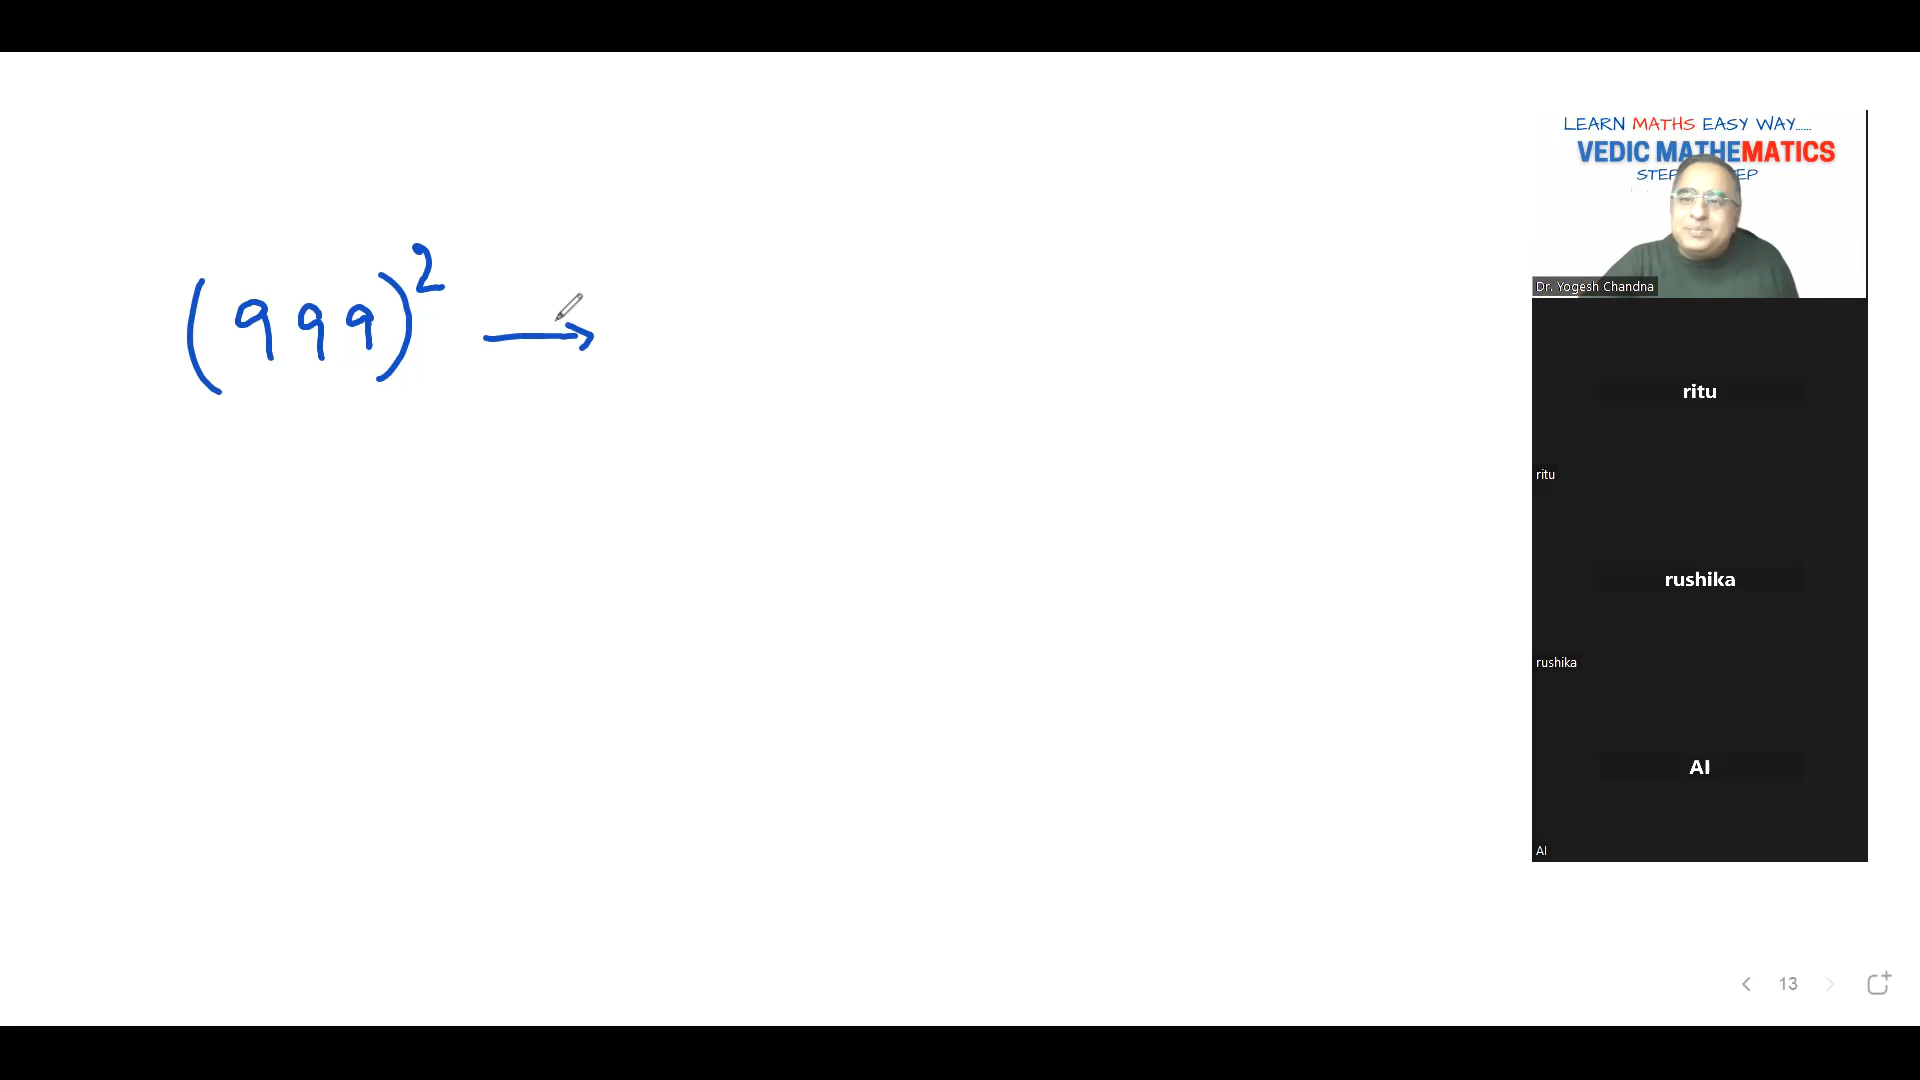 LEARN MATHS EASY WAY......
VEDIC MATHEMATICS
(999)² →
Dr. Yogesh Chandna
ritu
ritu
rushika
rushika
AI
AI
13